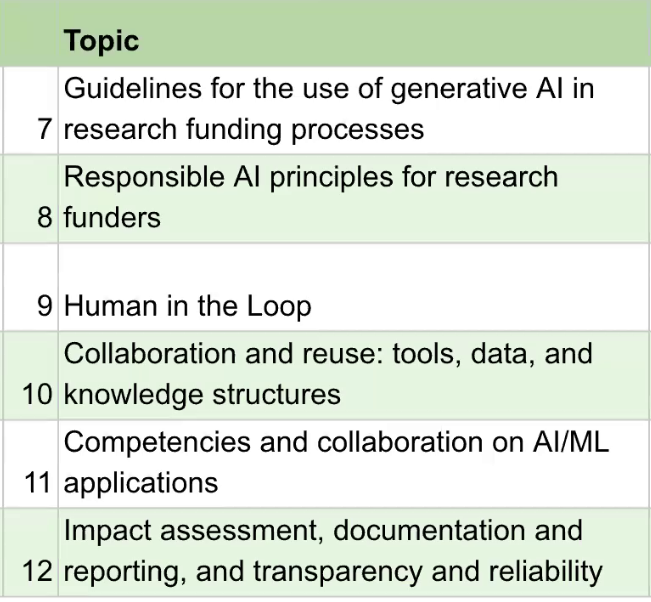 Topic
Guidelines for the use of generative AI in
7 research funding processes
Responsible AI principles for research
8 funders
9 Human in the Loop
Collaboration and reuse: tools, data, and
10 knowledge structures
Competencies and collaboration on AI/ML
11 applications
Impact assessment, documentation and
12 reporting, and transparency and reliability